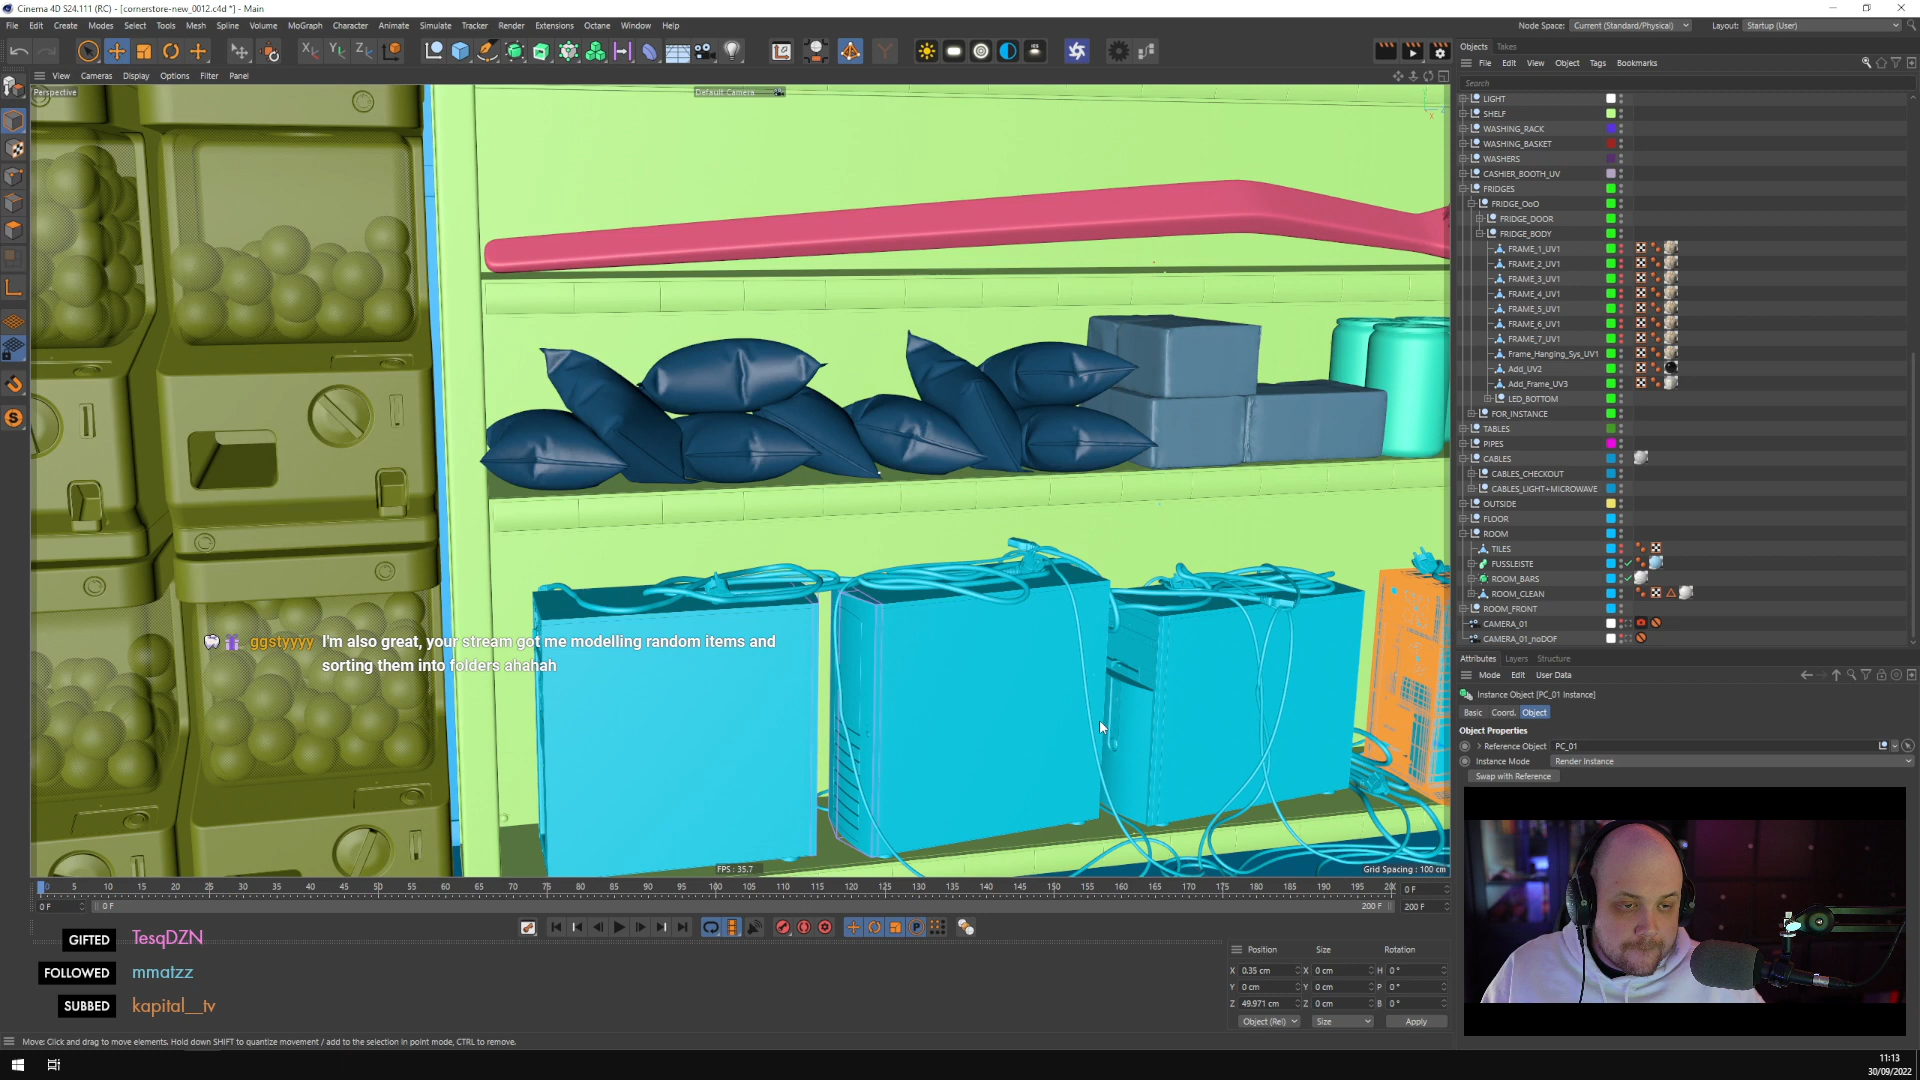 Cinema 4D S24.111 (RC) - [cornerstore-new_0012.c4d *] - Main
File Edit Create Modes Select Tools Mesh Spline Volume MoGraph Character Animate Simulate Tracker Render Extensions Octane Window Help
Node Space: Current (Standard/Physical) Layout: Startup (User)
View Cameras Display Options Filter Panel
Perspective
Default Camera
Objects Takes
File Edit View Object Tags Bookmarks
Search
LIGHT
SHELF
WASHING_RACK
WASHING_BASKET
WASHERS
CASHIER_BOOTH_UV
FRIDGES
FRIDGE_OoO
FRIDGE_DOOR
FRIDGE_BODY
FRAME_1_UV1
FRAME_2_UV1
FRAME_3_UV1
FRAME_4_UV1
FRAME_5_UV1
FRAME_6_UV1
FRAME_7_UV1
Frame_Hanging_Sys_UV1
Add_UV2
Add_Frame_UV3
LED_BOTTOM
FOR_INSTANCE
TABLES
PIPES
CABLES
CABLES_CHECKOUT
CABLES_LIGHT+MICROWAVE
OUTSIDE
FLOOR
ROOM
TILES
FUSSLEISTE
ROOM_BARS
ROOM_CLEAN
ROOM_FRONT
CAMERA_01
CAMERA_01_noDOF
Attributes Layers Structure
Mode Edit User Data
Instance Object [PC_01 Instance]
Basic Coord. Object
Object Properties
Reference Object PC_01
Instance Mode Render Instance
Swap with Reference
ggstyyyy I'm also great, your stream got me modelling random items and
sorting them into folders ahahah
FPS : 35.7
Grid Spacing : 100 cm
0 5 10 15 20 25 30 35 40 45 50 55 60 65 70 75 80 85 90 95 100 105 110 115 120 125 130 135 140 145 150 155 160 165 170 175 180 185 190 195 0 F
0 F 0 F 200 F 200 F
GIFTED TesqDZN
FOLLOWED mmatzz
SUBBED kapital__tv
Position Size Rotation
X 0.35 cm X 0 cm H 0 °
Y 0 cm Y 0 cm P 0 °
Z 49.971 cm Z 0 cm B 0 °
Object (Rel) Size Apply
Move: Click and drag to move elements. Hold down SHIFT to quantize movement / add to the selection in point mode, CTRL to remove.
11:13
30/09/2022